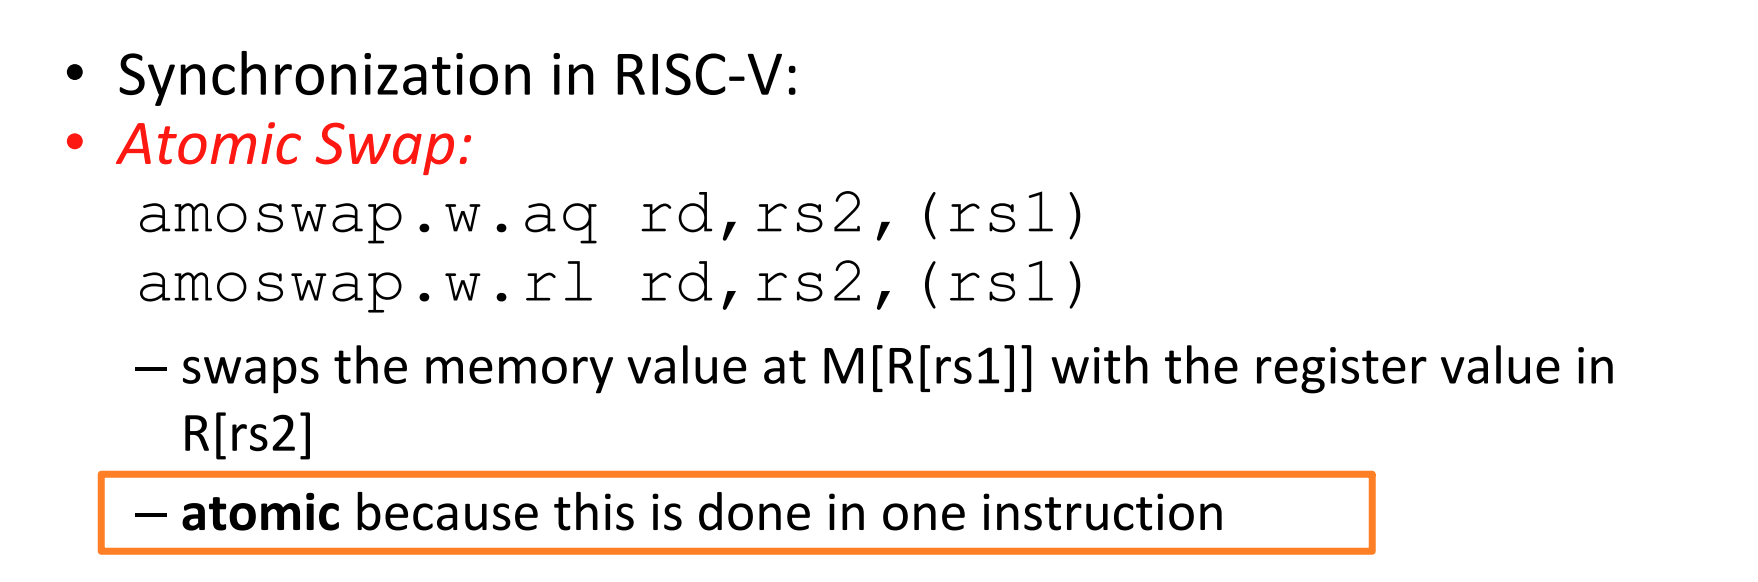 • Synchronization in RISC-V:
• Atomic Swap:
amoswap.w.aq rd,rs2,(rs1)
amoswap.w.rl rd,rs2,(rs1)
– swaps the memory value at M[R[rs1]] with the register value in
R[rs2]
– atomic because this is done in one instruction